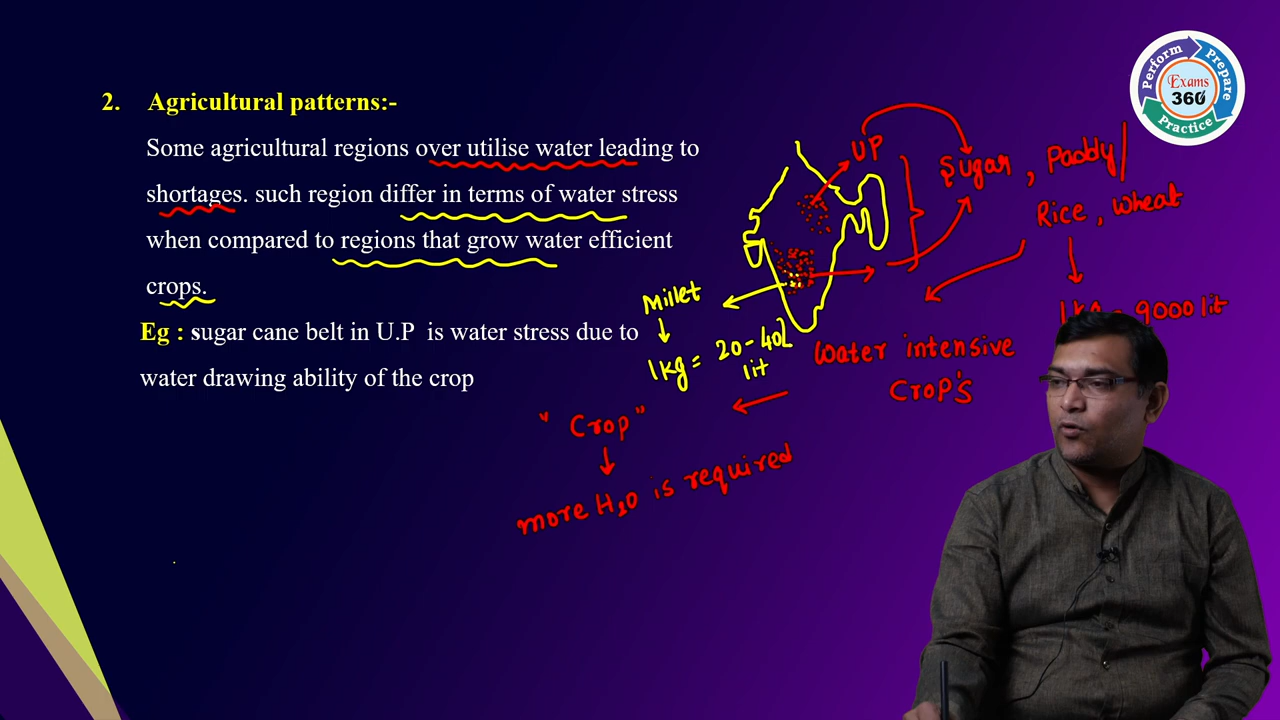 Perform
Prepare
Practice
Exams
360
2. Agricultural patterns:-
Some agricultural regions over utilise water leading to
shortages. such region differ in terms of water stress
when compared to regions that grow water efficient
crops.
Eg : sugar cane belt in U.P is water stress due to
water drawing ability of the crop
UP
Sugar, Paddy/
Rice, wheat
9000 lit
Millet
1kg = 20-40L
lit
Water intensive
Crop's
"Crop"
more H2O is required